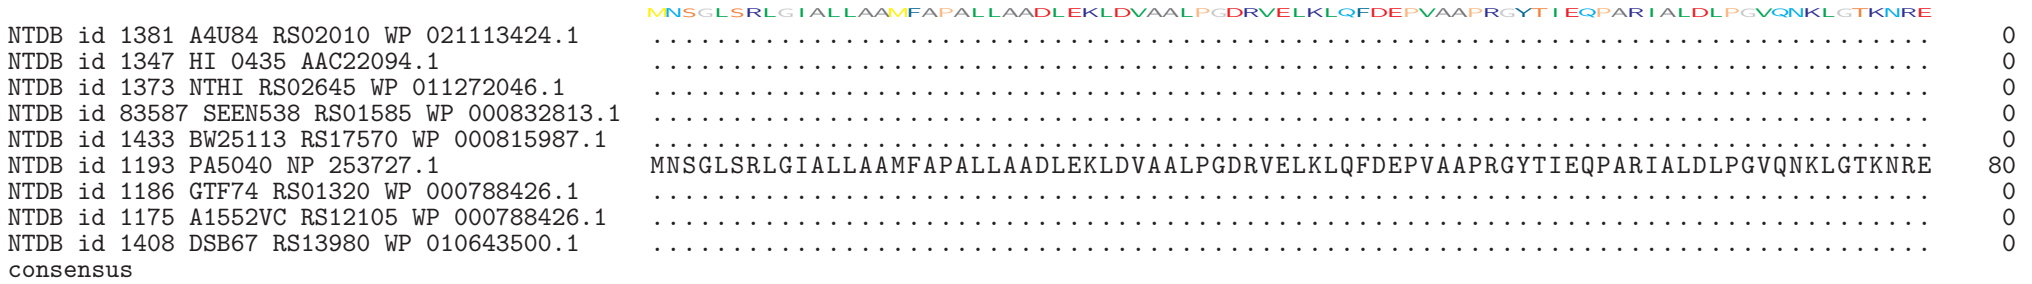 MNSGLSRLGIALLAAMFAPALLAADLEKLDVAALPGDRVELKLQFDEPVAAPRGYTIEQPARIALDLPGVQNKLGTKNRE
NTDB id 1381 A4U84 RS02010 WP 021113424.1 ................................................................................ 0
NTDB id 1347 HI 0435 AAC22094.1 ................................................................................ 0
NTDB id 1373 NTHI RS02645 WP 011272046.1 ................................................................................ 0
NTDB id 83587 SEEN538 RS01585 WP 000832813.1 ................................................................................ 0
NTDB id 1433 BW25113 RS17570 WP 000815987.1 ................................................................................ 0
NTDB id 1193 PA5040 NP 253727.1 MNSGLSRLGIALLAAMFAPALLAADLEKLDVAALPGDRVELKLQFDEPVAAPRGYTIEQPARIALDLPGVQNKLGTKNRE 80
NTDB id 1186 GTF74 RS01320 WP 000788426.1 ................................................................................ 0
NTDB id 1175 A1552VC RS12105 WP 000788426.1 ................................................................................ 0
NTDB id 1408 DSB67 RS13980 WP 010643500.1 ................................................................................ 0
consensus